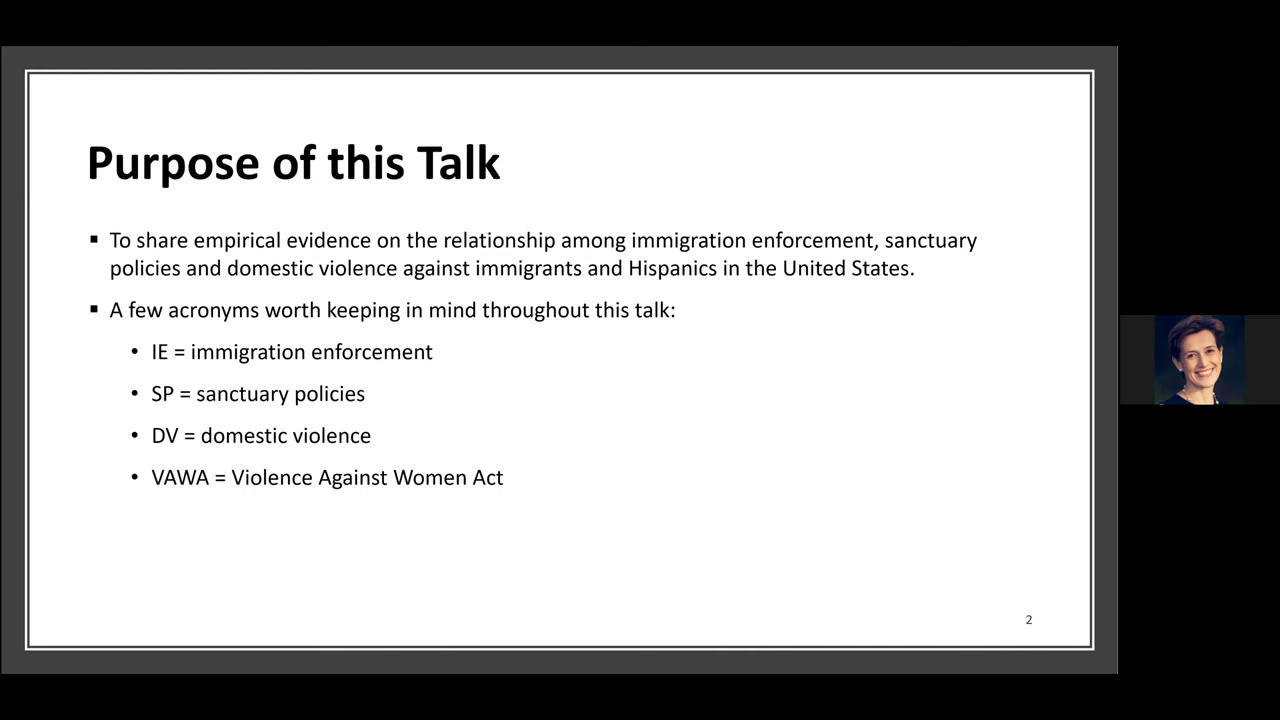 Purpose of this Talk
▪ To share empirical evidence on the relationship among immigration enforcement, sanctuary
policies and domestic violence against immigrants and Hispanics in the United States.
▪ A few acronyms worth keeping in mind throughout this talk:
• IE = immigration enforcement
• SP = sanctuary policies
• DV = domestic violence
• VAWA = Violence Against Women Act
2